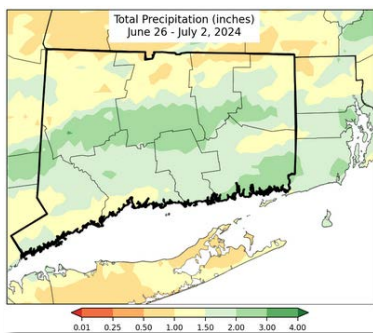 Total Precipitation (inches)
June 26 - July 2, 2024
0.01 0.25 0.50 1.00 1.50 2.00 3.00 4.00